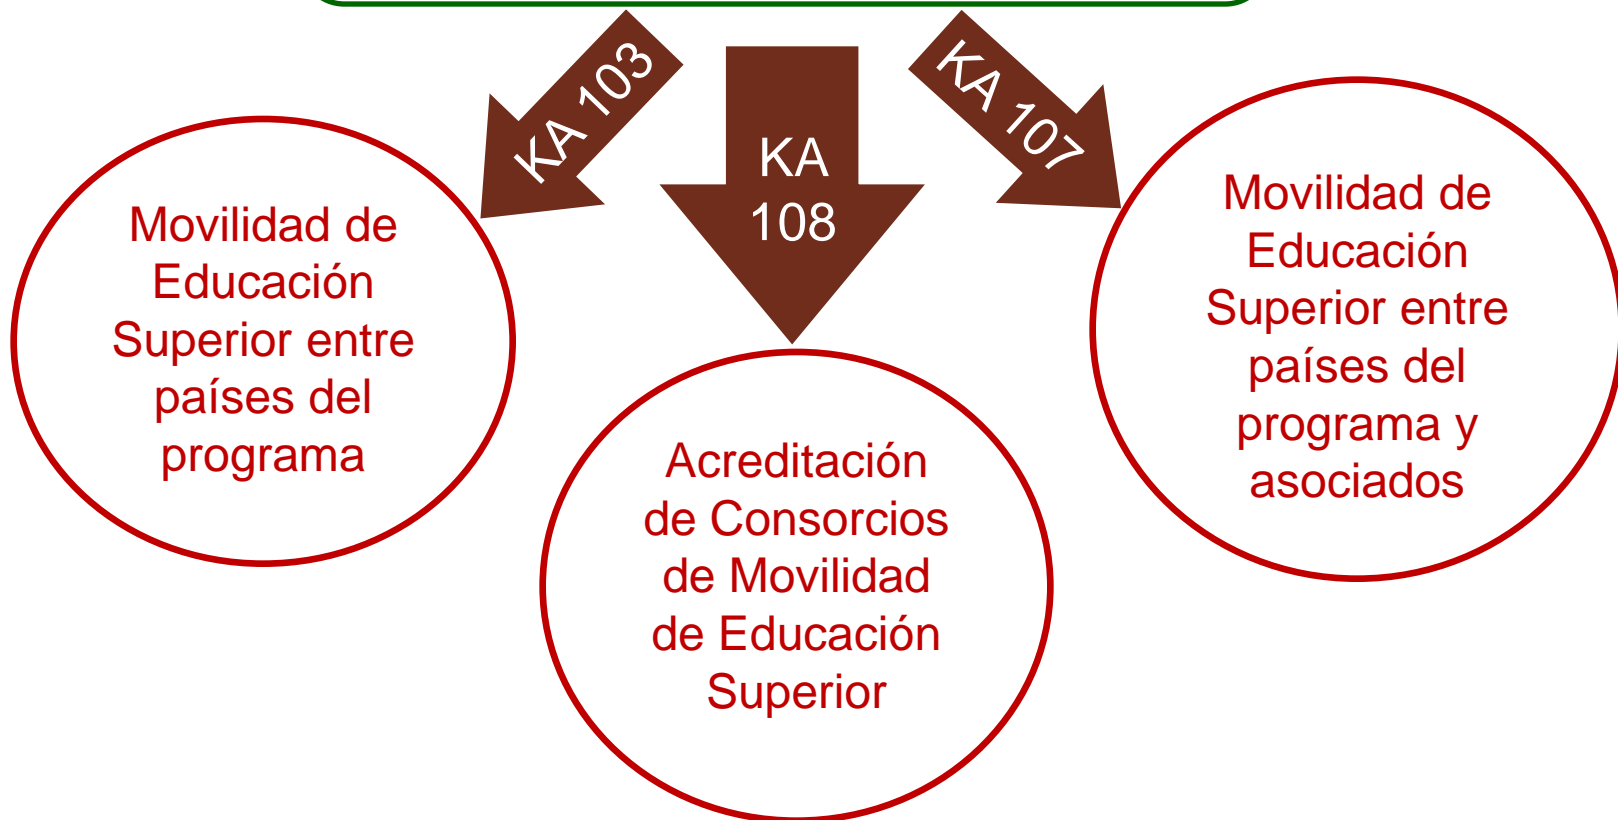 KA 103
Movilidad de
Educación
Superior entre
países del
programa
KA
108
Acreditación
de Consorcios
de Movilidad
de Educación
Superior
KA 107
Movilidad de
Educación
Superior entre
países del
programa y
asociados